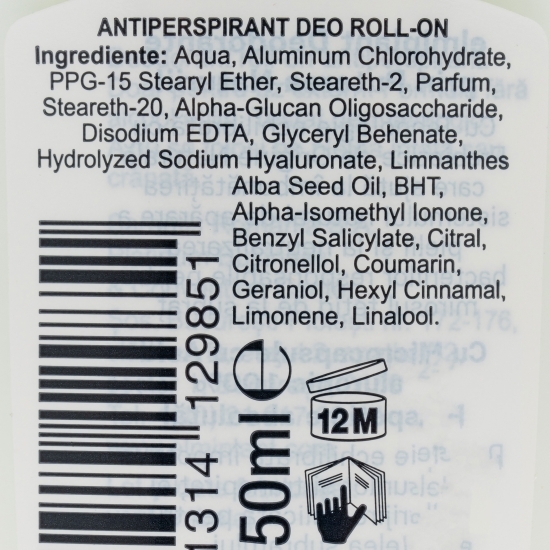 ANTIPERSPIRANT DEO ROLL-ON
Ingrediente: Aqua, Aluminum Chlorohydrate,
PPG-15 Stearyl Ether, Steareth-2, Parfum,
Steareth-20, Alpha-Glucan Oligosaccharide,
Disodium EDTA, Glyceryl Behenate,
Hydrolyzed Sodium Hyaluronate, Limnanthes
Alba Seed Oil, BHT,
Alpha-Isomethyl Ionone,
Benzyl Salicylate, Citral,
Citronellol, Coumarin,
Geraniol, Hexyl Cinnamal,
Limonene, Linalool.
1314 129851
50ml
12M